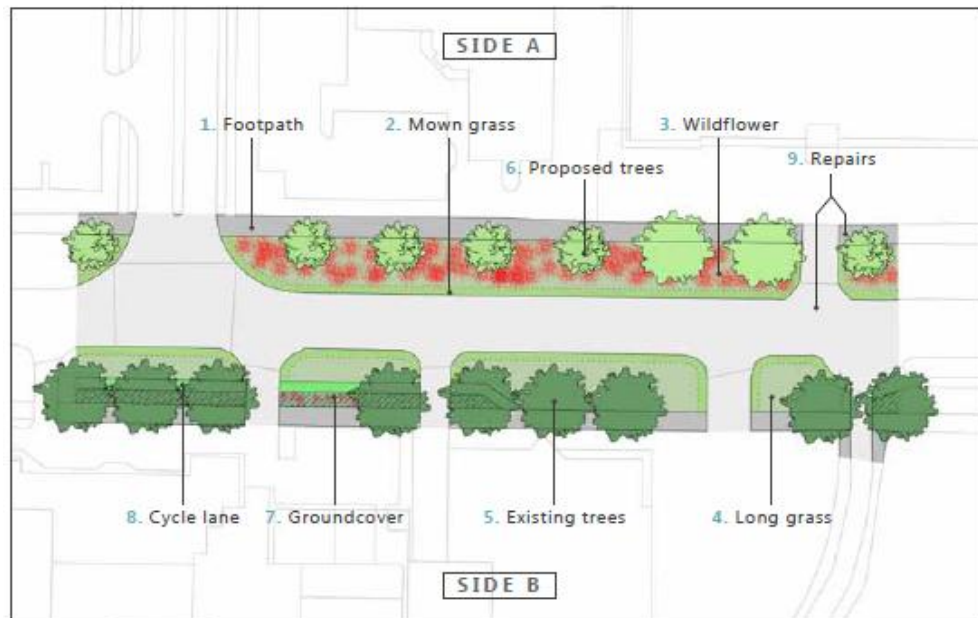 SIDE A
1. Footpath
2. Mown grass
3. Wildflower
9. Repairs
6. Proposed trees
8. Cycle lane
7. Groundcover
5. Existing trees
4. Long grass
SIDE B